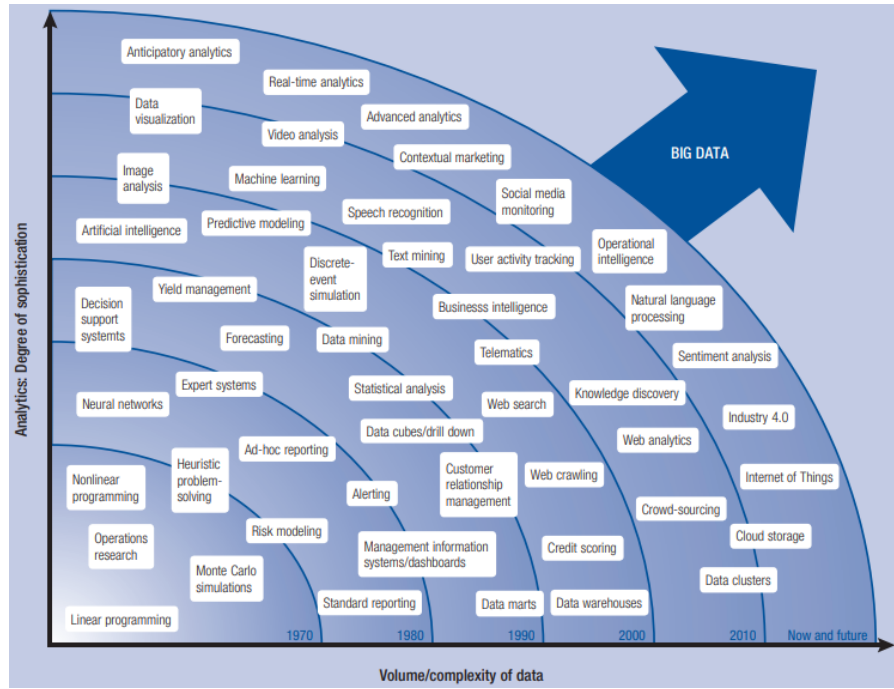 Anticipatory analytics
Real-time analytics
Data
visualization
Advanced analytics
Video analysis
Contextual marketing
BIG DATA
Image
analysis
Machine learning
Social media
monitoring
Artificial intelligence
Predictive modeling
Speech recognition
Operational
intelligence
Discrete-
event
simulation
Text mining
User activity tracking
Yield management
Decision
support
systemts
Businesss intelligence
Natural language
processing
Forecasting
Data mining
Telematics
Sentiment analysis
Neural networks
Expert systems
Statistical analysis
Web search
Knowledge discovery
Industry 4.0
Data cubes/drill down
Ad-hoc reporting
Web analytics
Nonlinear
programming
Heuristic
problem-
solving
Customer
relationship
management
Web crawling
Internet of Things
Alerting
Crowd-sourcing
Operations
research
Risk modeling
Cloud storage
Monte Carlo
simulations
Management information
systems/dashboards
Credit scoring
Data clusters
Linear programming
Standard reporting
Data marts
Data warehouses
1970
1980
1990
2000
2010
Now and future
Analytics: Degree of sophistication
Volume/complexity of data